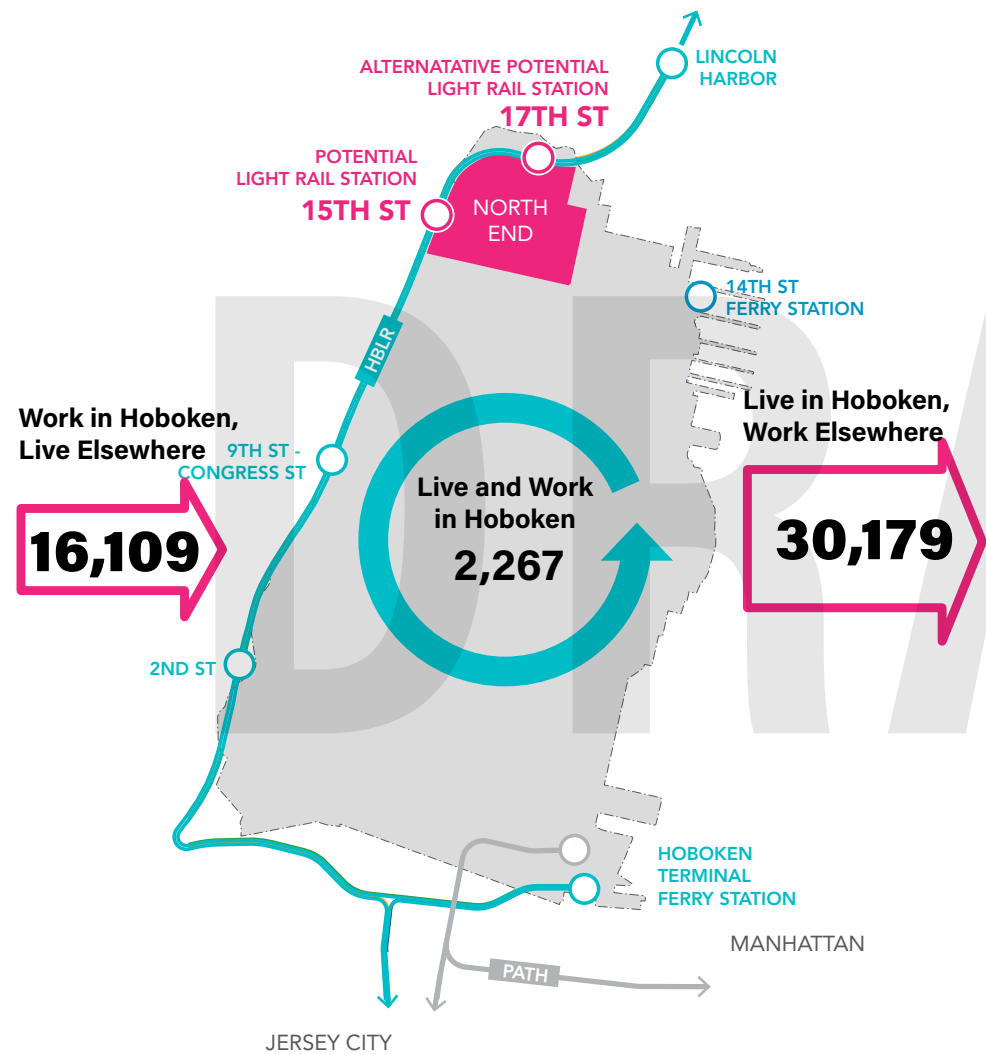 LINCOLN
HARBOR
ALTERNATATIVE POTENTIAL
LIGHT RAIL STATION
17TH ST
POTENTIAL
LIGHT RAIL STATION
15TH ST
NORTH
END
14TH ST
FERRY STATION
HBLR
Work in Hoboken,
Live Elsewhere
16,109
9TH ST -
CONGRESS ST
Live and Work
in Hoboken
2,267
Live in Hoboken,
Work Elsewhere
30,179
2ND ST
HOBOKEN
TERMINAL
FERRY STATION
MANHATTAN
PATH
JERSEY CITY
DRA